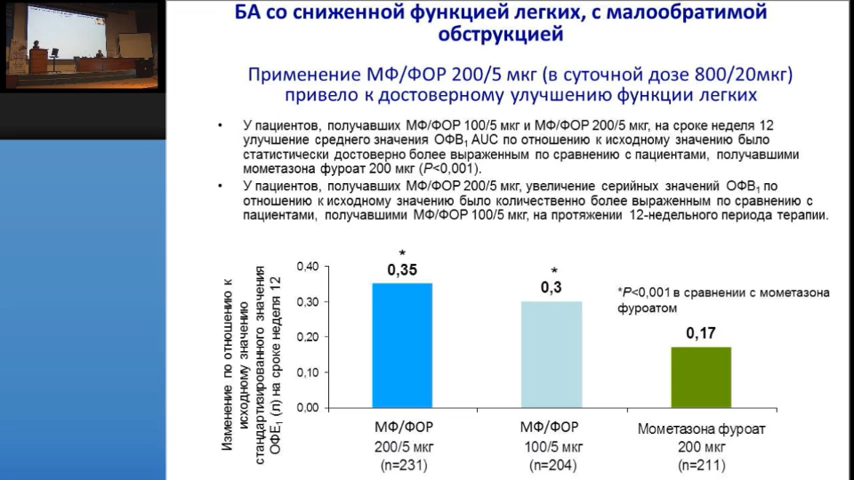 БА со сниженной функцией легких, с малообратимой
обструкцией
Применение МФ/ФОР 200/5 мкг (в суточной дозе 800/20мкг)
привело к достоверному улучшению функции легких
• У пациентов, получавших МФ/ФОР 100/5 мкг и МФ/ФОР 200/5 мкг, на сроке неделя 12
улучшение среднего значения ОФВ1 AUC по отношению к исходному значению было
статистически достоверно более выраженным по сравнению с пациентами, получавшими
мометазона фуроат 200 мкг (P<0,001).
• У пациентов, получавших МФ/ФОР 200/5 мкг, увеличение серийных значений ОФВ1 по
отношению к исходному значению было количественно более выраженным по сравнению с
пациентами, получившими МФ/ФОР 100/5 мкг, на протяжении 12-недельного периода терапии.
Изменение по отношению к
исходному значению
стандартизированного значения
ОФЕ1 (л) на сроке неделя 12
0,40
0,30
0,20
0,10
0,00
*
0,35
*
0,3
0,17
*P<0,001 в сравнении с мометазона
фуроатом
МФ/ФОР
200/5 мкг
(n=231)
МФ/ФОР
100/5 мкг
(n=204)
Мометазона фуроат
200 мкг
(n=211)